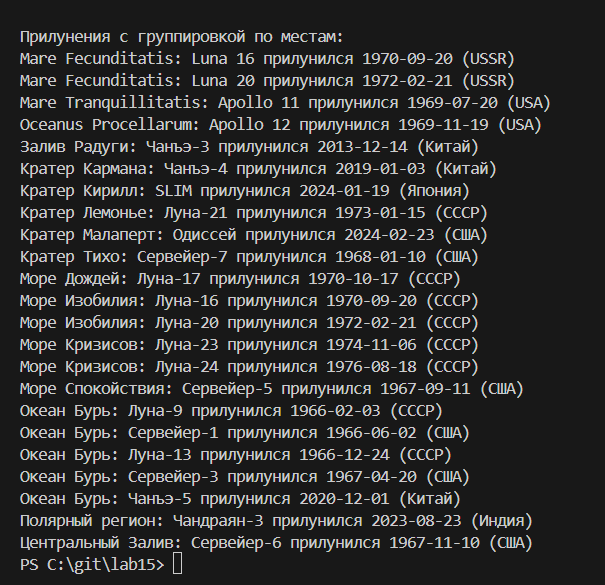 Прилунения с группировкой по местам:
Mare Fecunditatis: Luna 16 прилунился 1970-09-20 (USSR)
Mare Fecunditatis: Luna 20 прилунился 1972-02-21 (USSR)
Mare Tranquillitatis: Apollo 11 прилунился 1969-07-20 (USA)
Oceanus Procellarum: Apollo 12 прилунился 1969-11-19 (USA)
Залив Радуги: Чанъэ-3 прилунился 2013-12-14 (Китай)
Кратер Кармана: Чанъэ-4 прилунился 2019-01-03 (Китай)
Кратер Кирилл: SLIM прилунился 2024-01-19 (Япония)
Кратер Лемонье: Луна-21 прилунился 1973-01-15 (СССР)
Кратер Малаперт: Одиссей прилунился 2024-02-23 (США)
Кратер Тихо: Сервейер-7 прилунился 1968-01-10 (США)
Море Дождей: Луна-17 прилунился 1970-10-17 (СССР)
Море Изобилия: Луна-16 прилунился 1970-09-20 (СССР)
Море Изобилия: Луна-20 прилунился 1972-02-21 (СССР)
Море Кризисов: Луна-23 прилунился 1974-11-06 (СССР)
Море Кризисов: Луна-24 прилунился 1976-08-18 (СССР)
Море Спокойствия: Сервейер-5 прилунился 1967-09-11 (США)
Океан Бурь: Луна-9 прилунился 1966-02-03 (СССР)
Океан Бурь: Сервейер-1 прилунился 1966-06-02 (США)
Океан Бурь: Луна-13 прилунился 1966-12-24 (СССР)
Океан Бурь: Сервейер-3 прилунился 1967-04-20 (США)
Океан Бурь: Чанъэ-5 прилунился 2020-12-01 (Китай)
Полярный регион: Чандраян-3 прилунился 2023-08-23 (Индия)
Центральный Залив: Сервейер-6 прилунился 1967-11-10 (США)
PS C:\git\lab15>